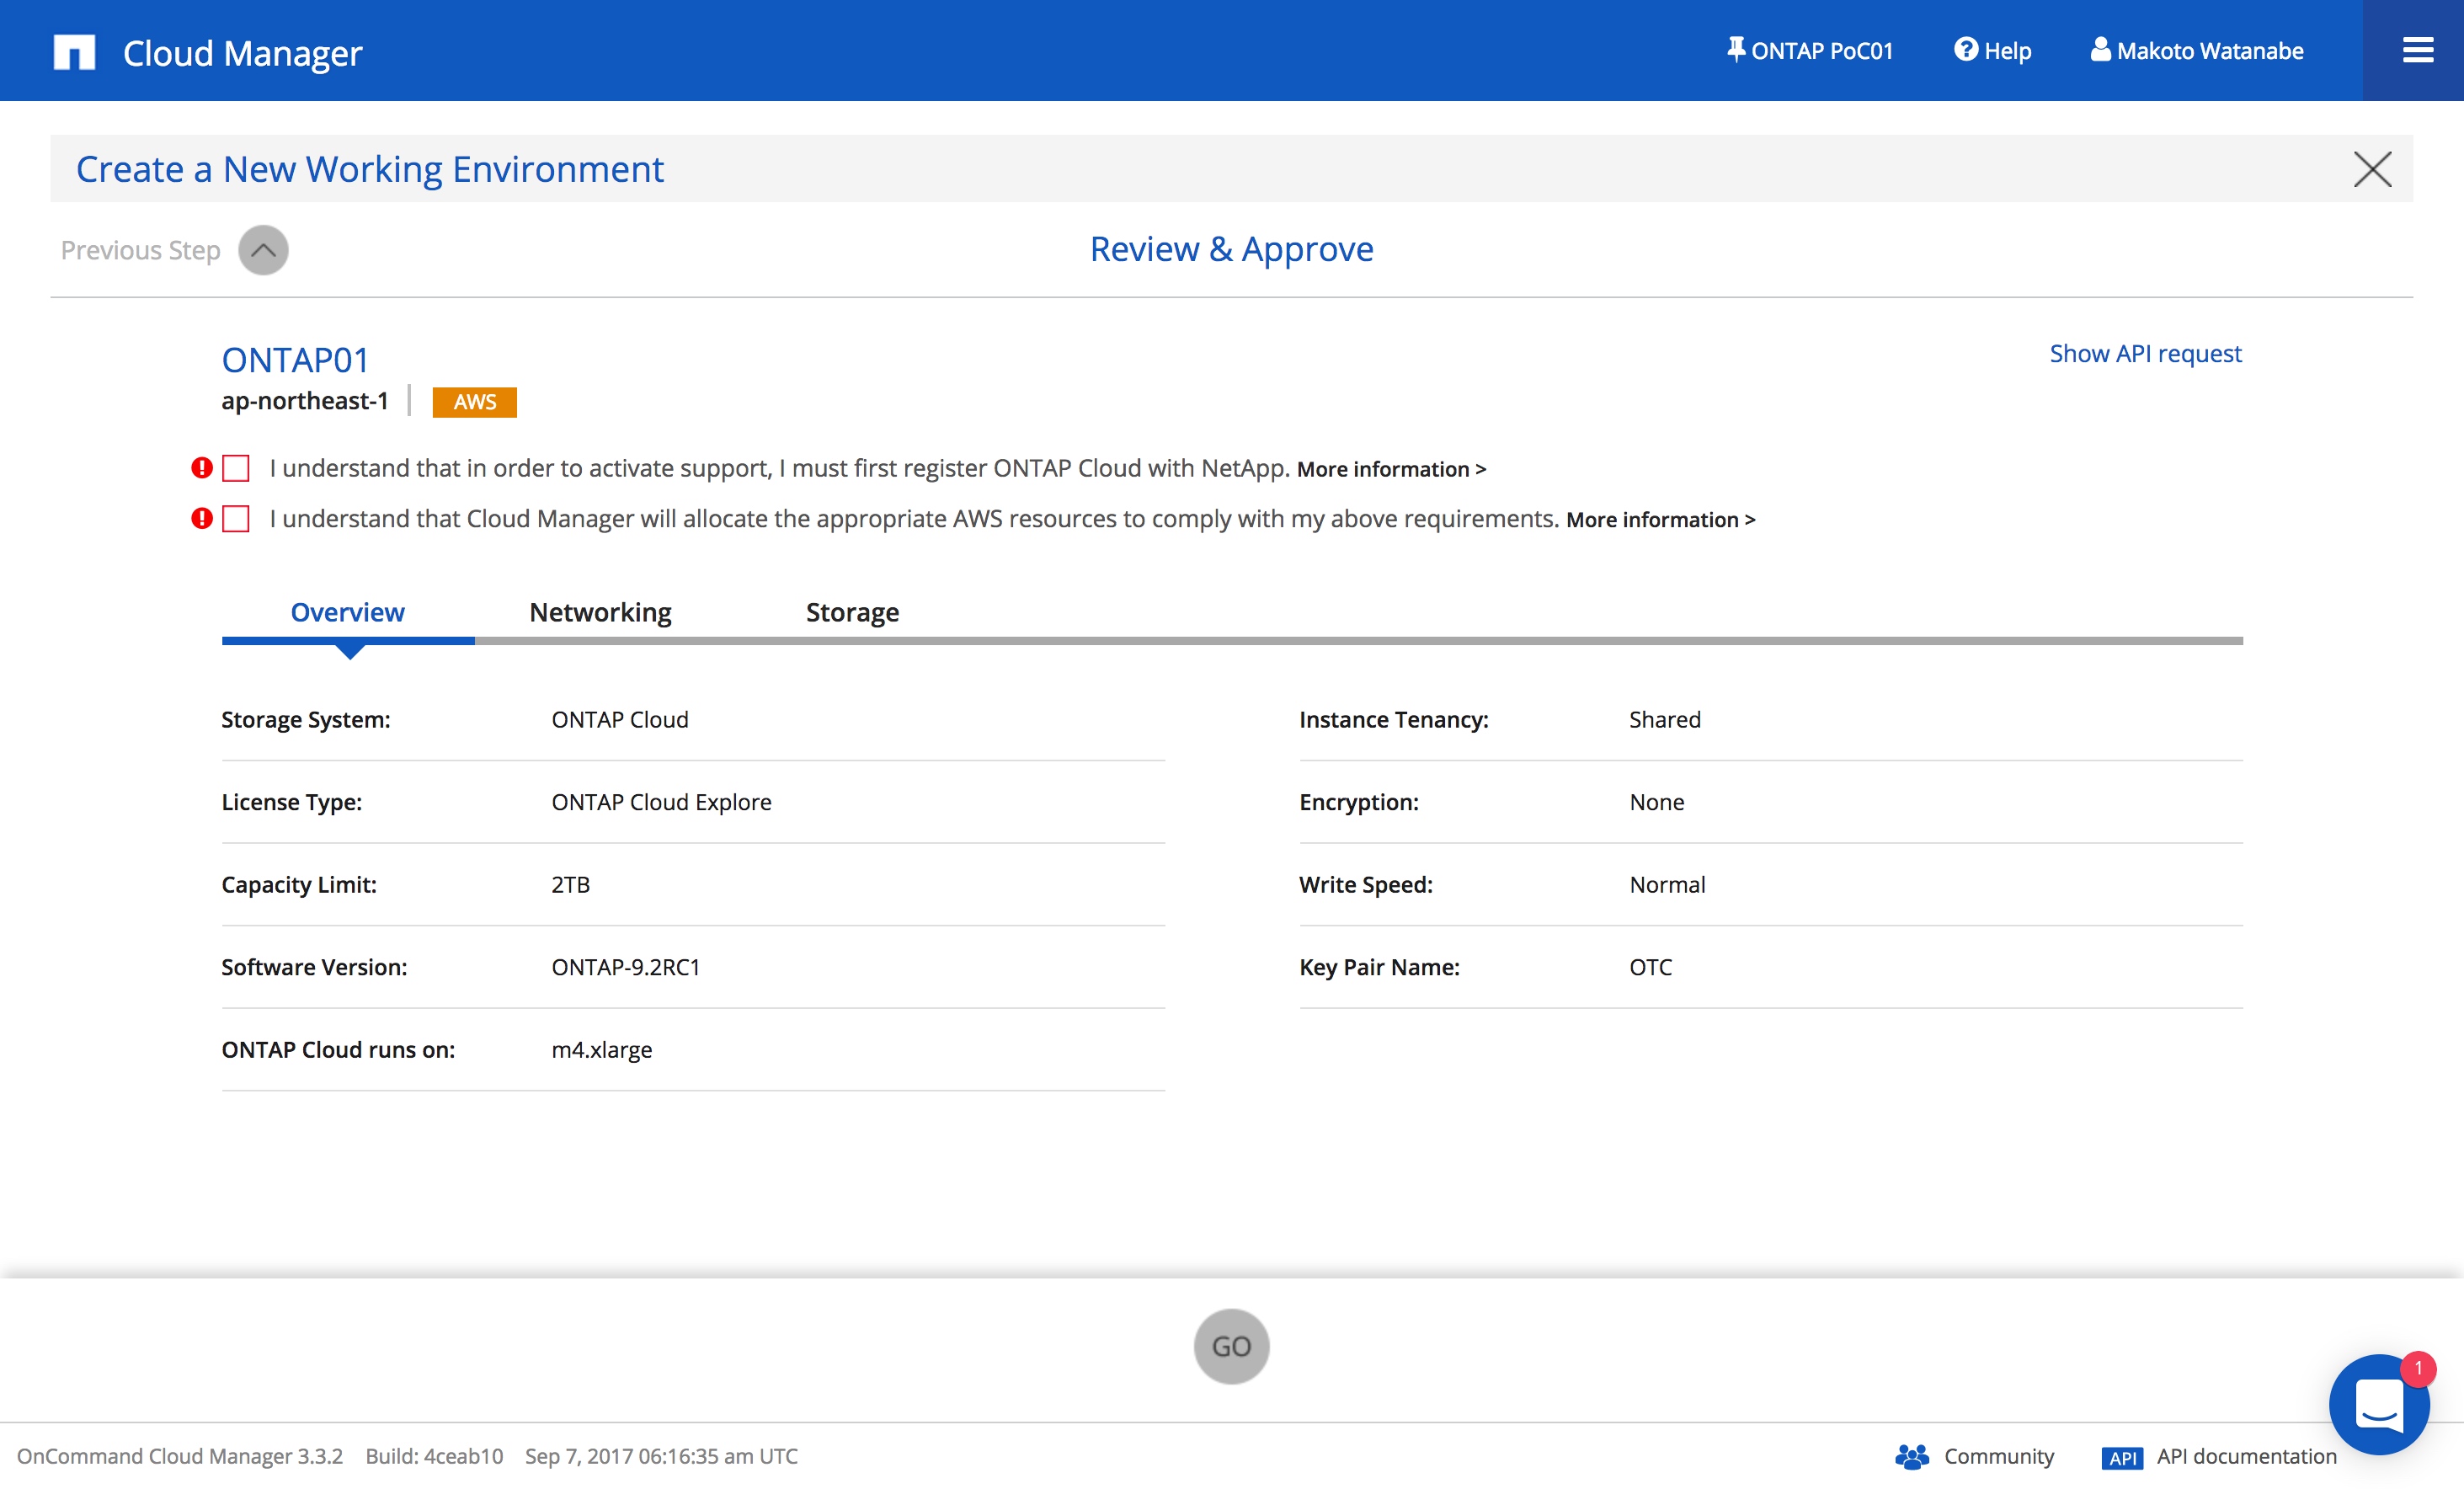 Cloud Manager
ONTAP PoC01
Help
Makoto Watanabe
Create a New Working Environment
Previous Step
Review & Approve
ONTAP01
Show API request
ap-northeast-1
AWS
I understand that in order to activate support, I must first register ONTAP Cloud with NetApp. More information >
I understand that Cloud Manager will allocate the appropriate AWS resources to comply with my above requirements. More information >
Overview
Networking
Storage
Storage System: ONTAP Cloud
Instance Tenancy: Shared
License Type: ONTAP Cloud Explore
Encryption: None
Capacity Limit: 2TB
Write Speed: Normal
Software Version: ONTAP-9.2RC1
Key Pair Name: OTC
ONTAP Cloud runs on: m4.xlarge
GO
1
OnCommand Cloud Manager 3.3.2 Build: 4ceab10 Sep 7, 2017 06:16:35 am UTC
Community
API API documentation